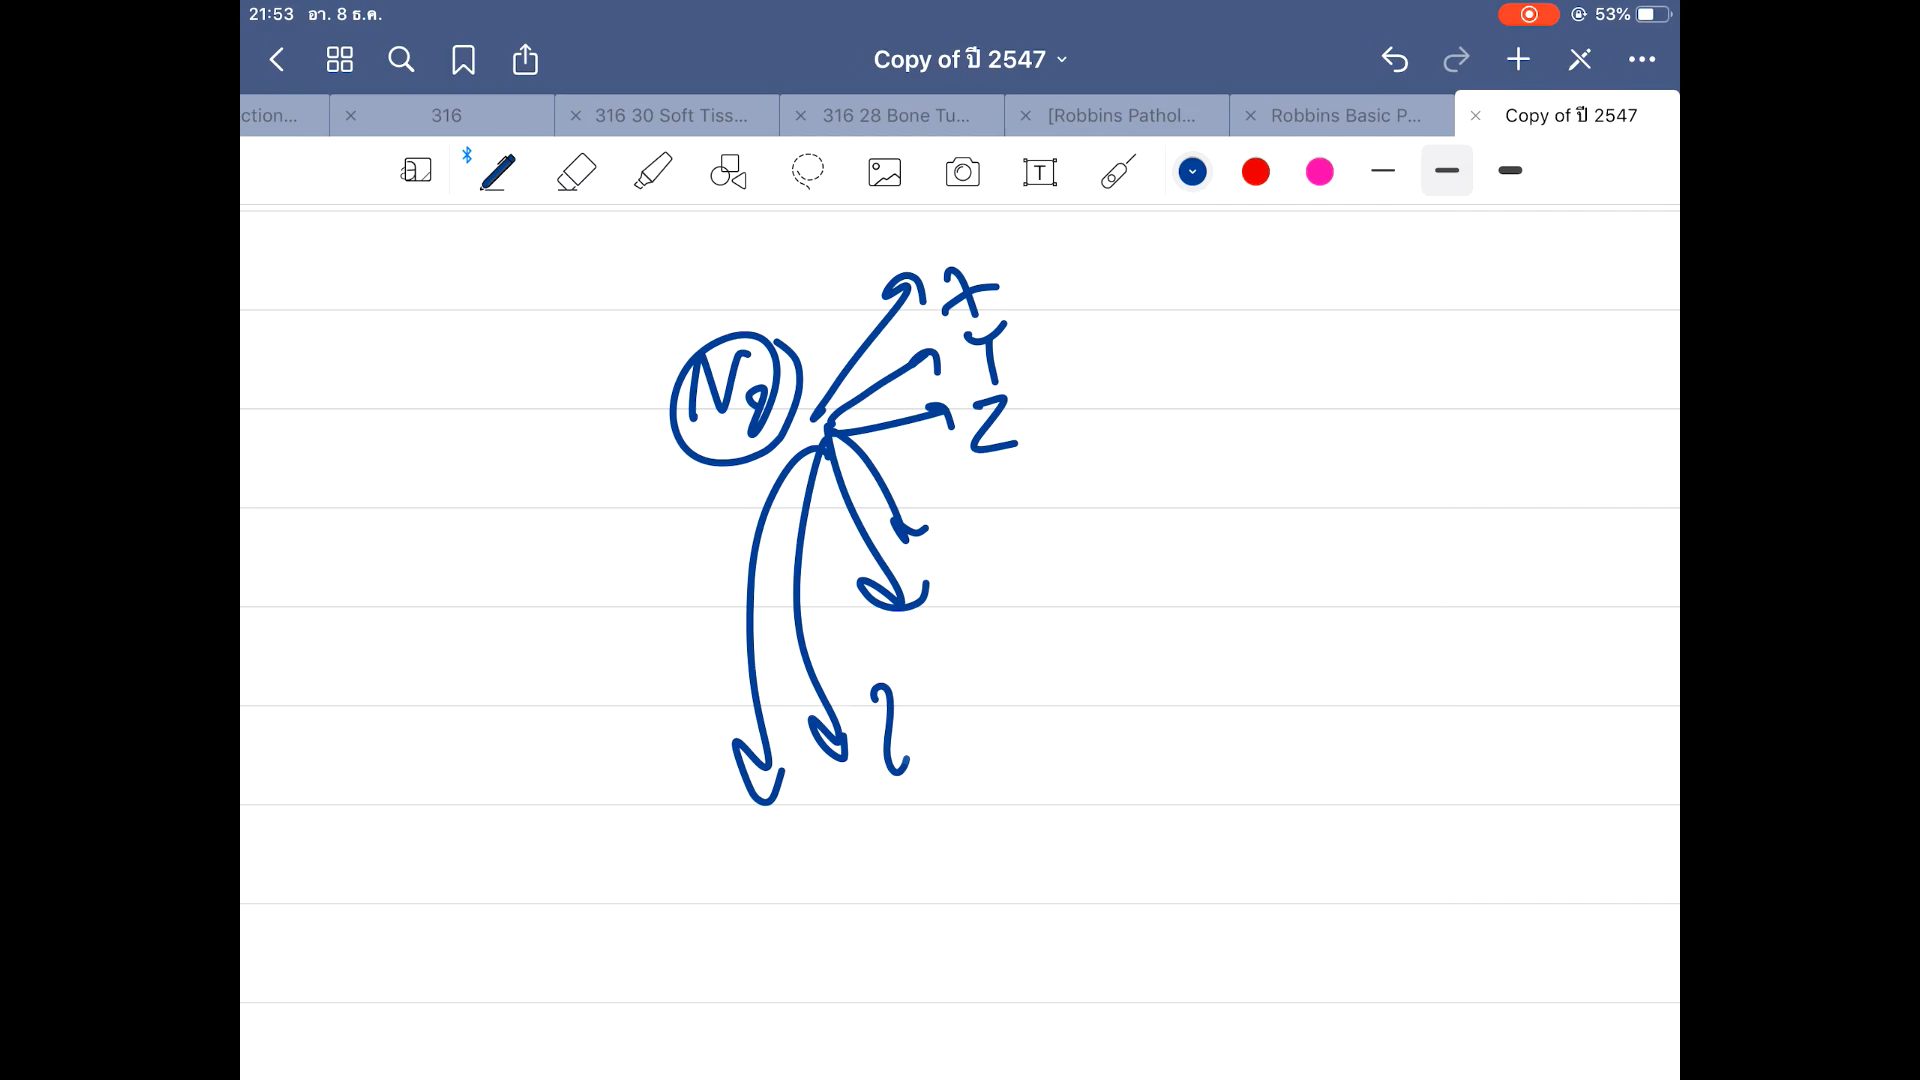 21:53 อา. 8 ธ.ค. 53%
Copy of ปี 2547
ction... 316 316 30 Soft Tiss... 316 28 Bone Tu... [Robbins Pathol... Robbins Basic P... Copy of ปี 2547
T
X
Y
Z